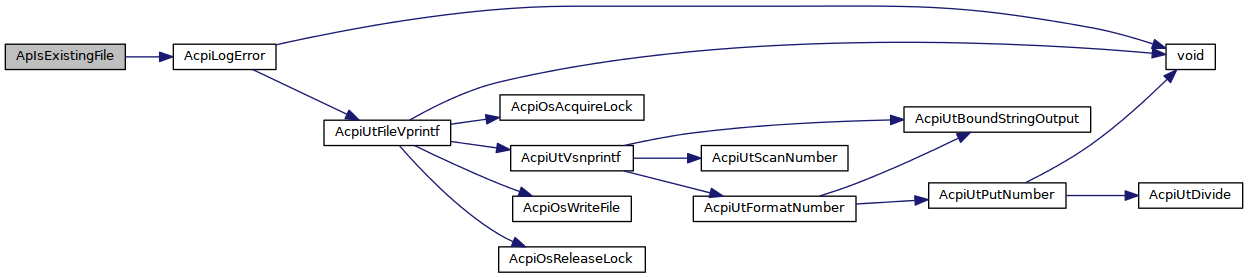 ApIsExistingFile
AcpiLogError
void
AcpiUtFileVprintf
AcpiOsAcquireLock
AcpiUtVsnprintf
AcpiOsWriteFile
AcpiOsReleaseLock
AcpiUtBoundStringOutput
AcpiUtScanNumber
AcpiUtFormatNumber
AcpiUtPutNumber
AcpiUtDivide